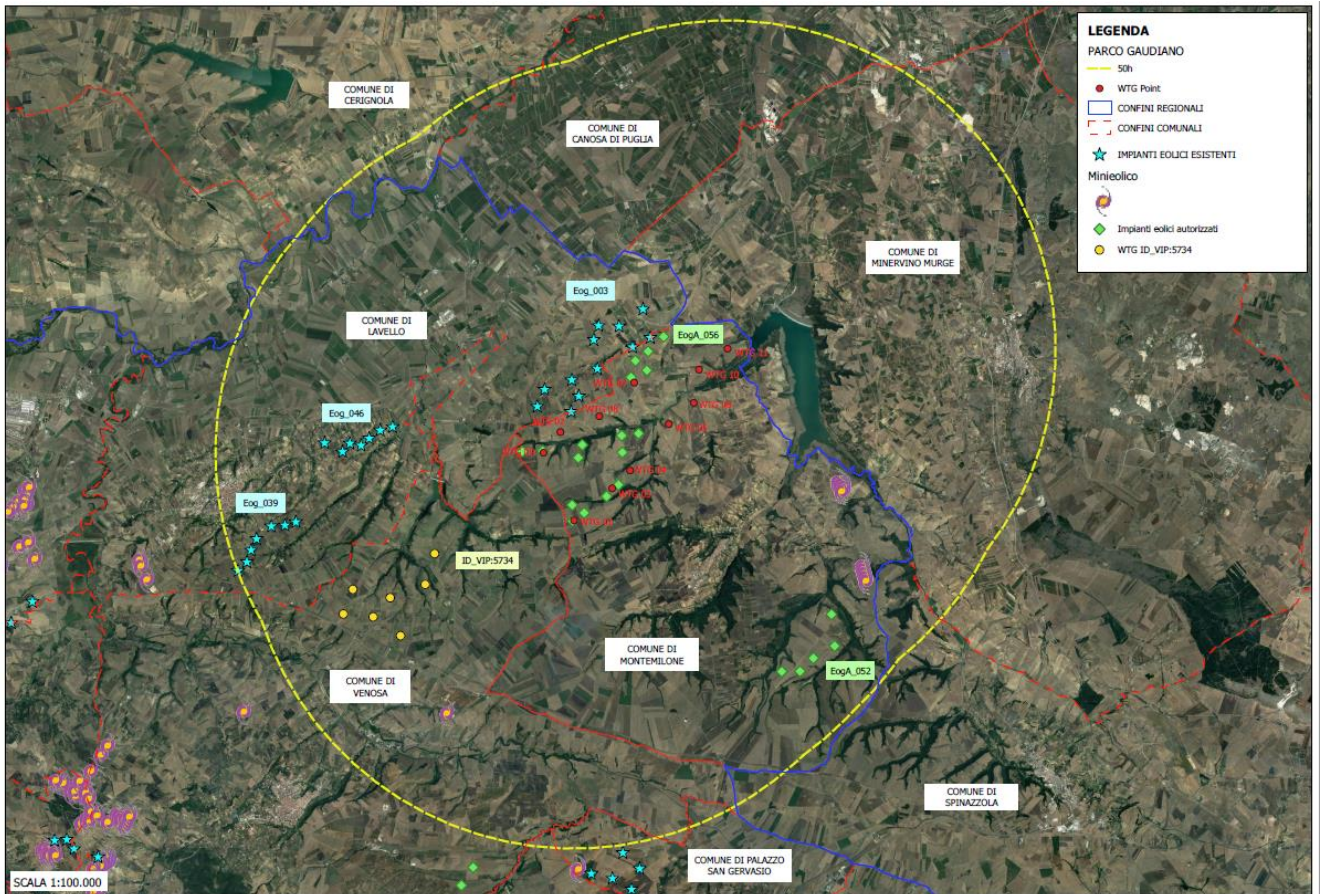 LEGENDA
PARCO GAUDIANO
50h
WTG Point
CONFINI REGIONALI
CONFINI COMUNALI
IMPIANTI EOLICI ESISTENTI
Minieolico
Impianti eolici autorizzati
WTG ID_VIP:5734
COMUNE DI
CERIGNOLA
COMUNE DI
CANOSA DI PUGLIA
COMUNE DI
MINERVINO MURGE
Eog_003
COMUNE DI
LAVELLO
EogA_056
WTG 10
Eog_046
Eog_039
ID_VIP:5734
COMUNE DI
MONTEMILONE
EogA_052
COMUNE DI
VENOSA
COMUNE DI
SPINAZZOLA
COMUNE DI PALAZZO
SAN GERVASIO
SCALA 1:100.000